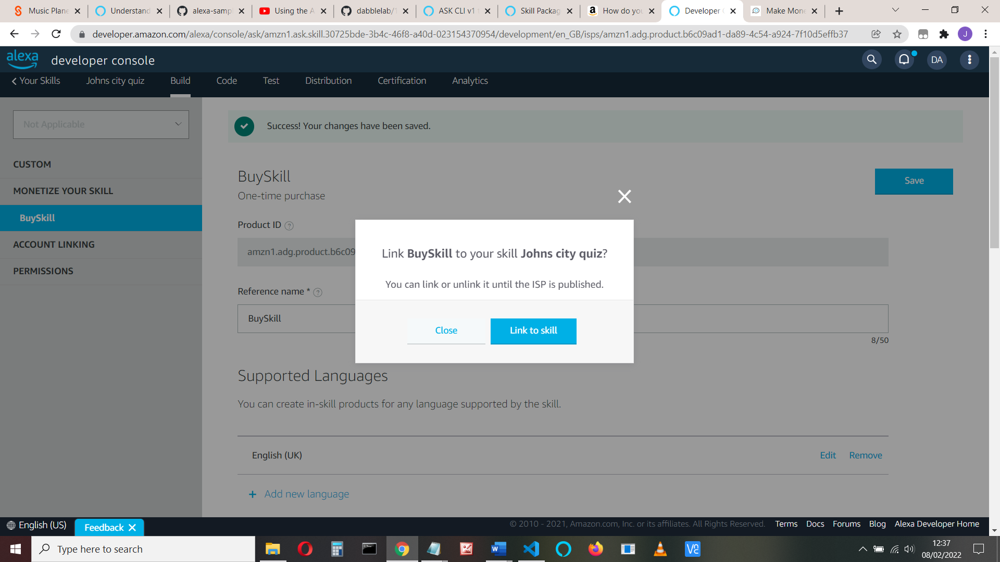 Music Plane
Understand
alexa-sampl
Using the A
dabblelab/1
ASK CLI v1 t
Skill Packag
How do you
Developer C
Make Mone
developer.amazon.com/alexa/console/ask/amzn1.ask.skill.30725bde-3b4c-46f8-a40d-023154370954/development/en_GB/isps/amzn1.adg.product.b6c09ad1-da89-4c54-a924-7f10d5effb37
J
alexa developer console
DA
Your Skills
Johns city quiz
Build
Code
Test
Distribution
Certification
Analytics
Not Applicable
Success! Your changes have been saved.
CUSTOM
MONETIZE YOUR SKILL
BuySkill
ACCOUNT LINKING
PERMISSIONS
BuySkill
One-time purchase
Save
Product ID ?
amzn1.adg.product.b6c09
Reference name * ?
BuySkill
8/50
Link BuySkill to your skill Johns city quiz?
You can link or unlink it until the ISP is published.
Close
Link to skill
Supported Languages
You can create in-skill products for any language supported by the skill.
English (UK)
Edit
Remove
+ Add new language
English (US)
Feedback
© 2010 - 2021, Amazon.com, Inc. or its affiliates. All Rights Reserved.
Terms
Docs
Forums
Blog
Alexa Developer Home
Type here to search
12:37
08/02/2022